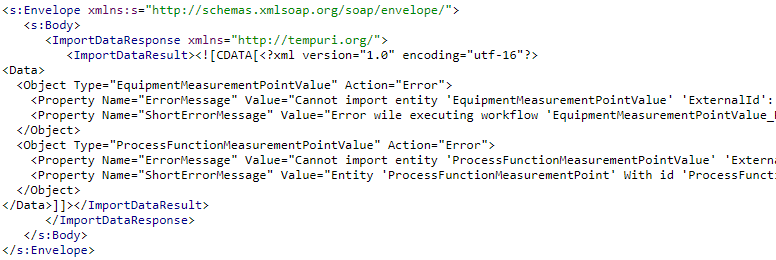 <s:Envelope xmlns:s="http://schemas.xmlsoap.org/soap/envelope/">
<s:Body>
<ImportDataResponse xmlns="http://tempuri.org/">
<ImportDataResult><![CDATA[<?xml version="1.0" encoding="utf-16"?>
<Data>
<Object Type="EquipmentMeasurementPointValue" Action="Error">
<Property Name="ErrorMessage" Value="Cannot import entity 'EquipmentMeasurementPointValue' 'ExternalId':
<Property Name="ShortErrorMessage" Value="Error wile executing workflow 'EquipmentMeasurementPointValue_
</Object>
<Object Type="ProcessFunctionMeasurementPointValue" Action="Error">
<Property Name="ErrorMessage" Value="Cannot import entity 'ProcessFunctionMeasurementPointValue' 'Externa
<Property Name="ShortErrorMessage" Value="Entity 'ProcessFunctionMeasurementPoint' With id 'ProcessFuncti
</Object>
</Data>]]></ImportDataResult>
</ImportDataResponse>
</s:Body>
</s:Envelope>